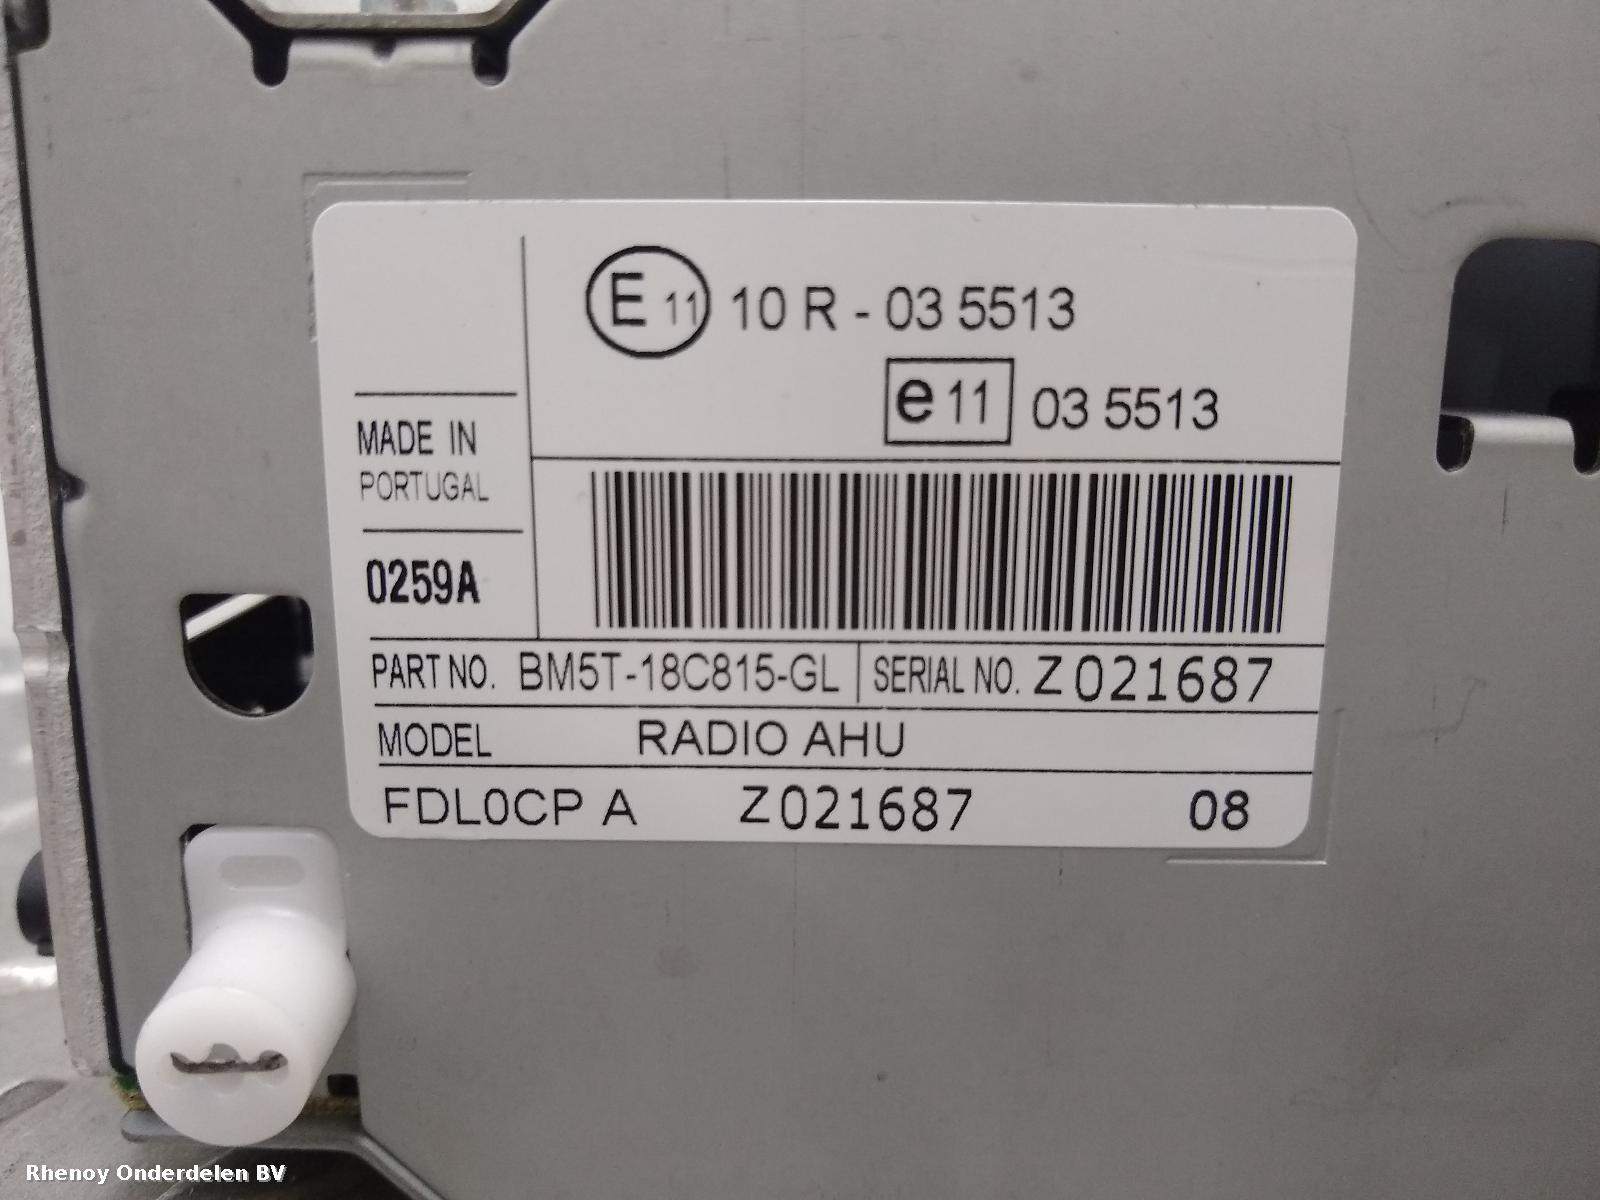 E 11 10 R - 03 5513
e 11 03 5513
MADE IN
PORTUGAL
0259A
PART NO. BM5T-18C815-GL SERIAL NO. Z021687
MODEL RADIO AHU
FDL0CP A Z021687 08
Rhenoy Onderdelen BV